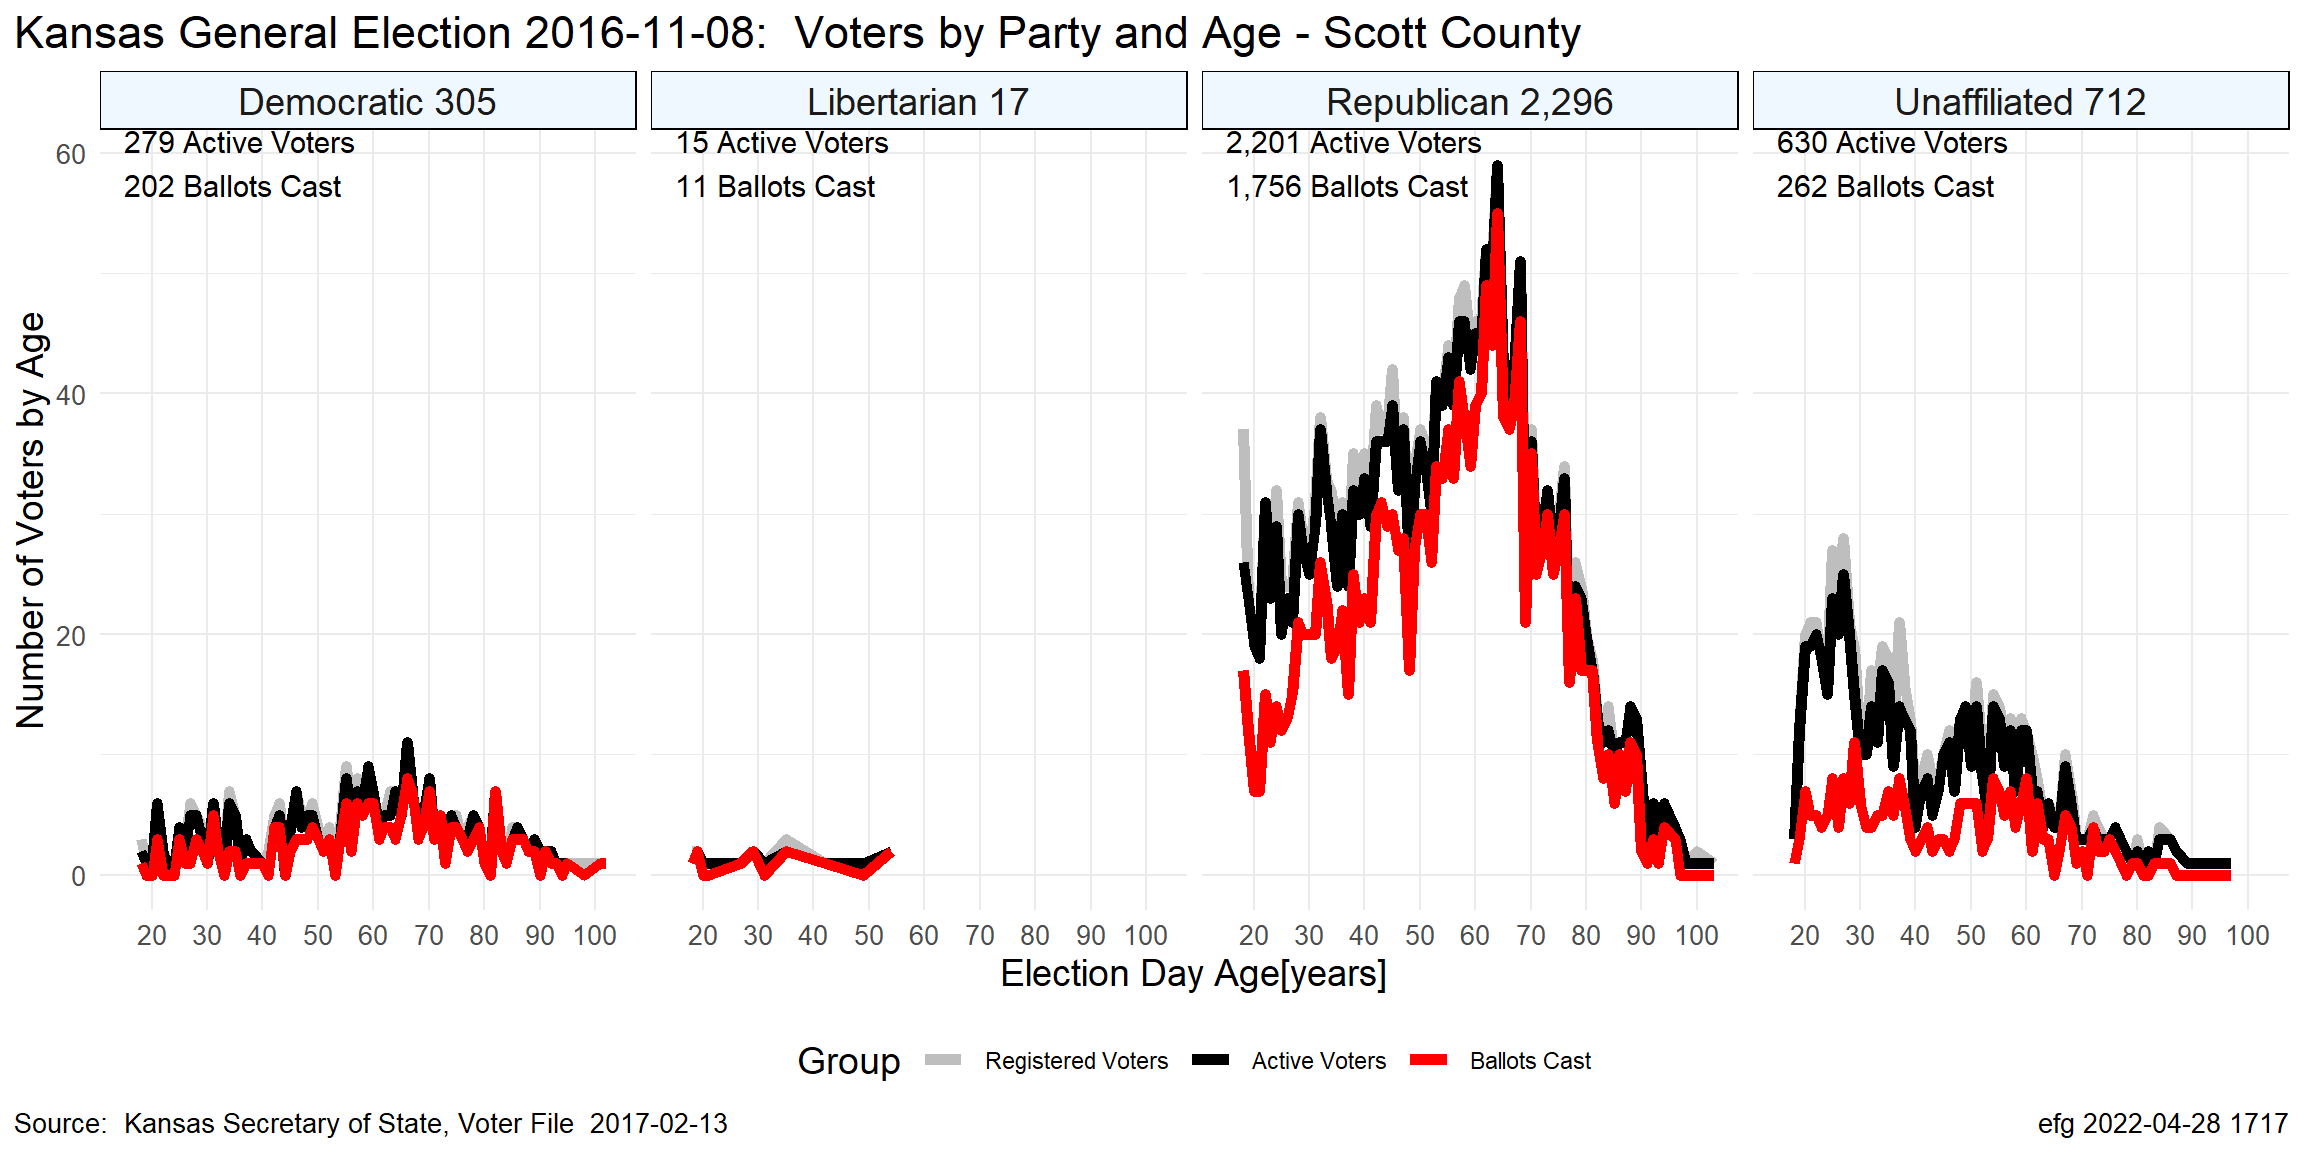 Kansas General Election 2016-11-08:  Voters by Party and Age - Scott County
Democratic 305
Libertarian 17
Republican 2,296
Unaffiliated 712
279 Active Voters
202 Ballots Cast
15 Active Voters
11 Ballots Cast
2,201 Active Voters
1,756 Ballots Cast
630 Active Voters
262 Ballots Cast
Number of Voters by Age
60
40
20
0
20 30 40 50 60 70 80 90 100
20 30 40 50 60 70 80 90 100
20 30 40 50 60 70 80 90 100
20 30 40 50 60 70 80 90 100
Election Day Age[years]
Group Registered Voters Active Voters Ballots Cast
Source:  Kansas Secretary of State, Voter File  2017-02-13
efg 2022-04-28 1717